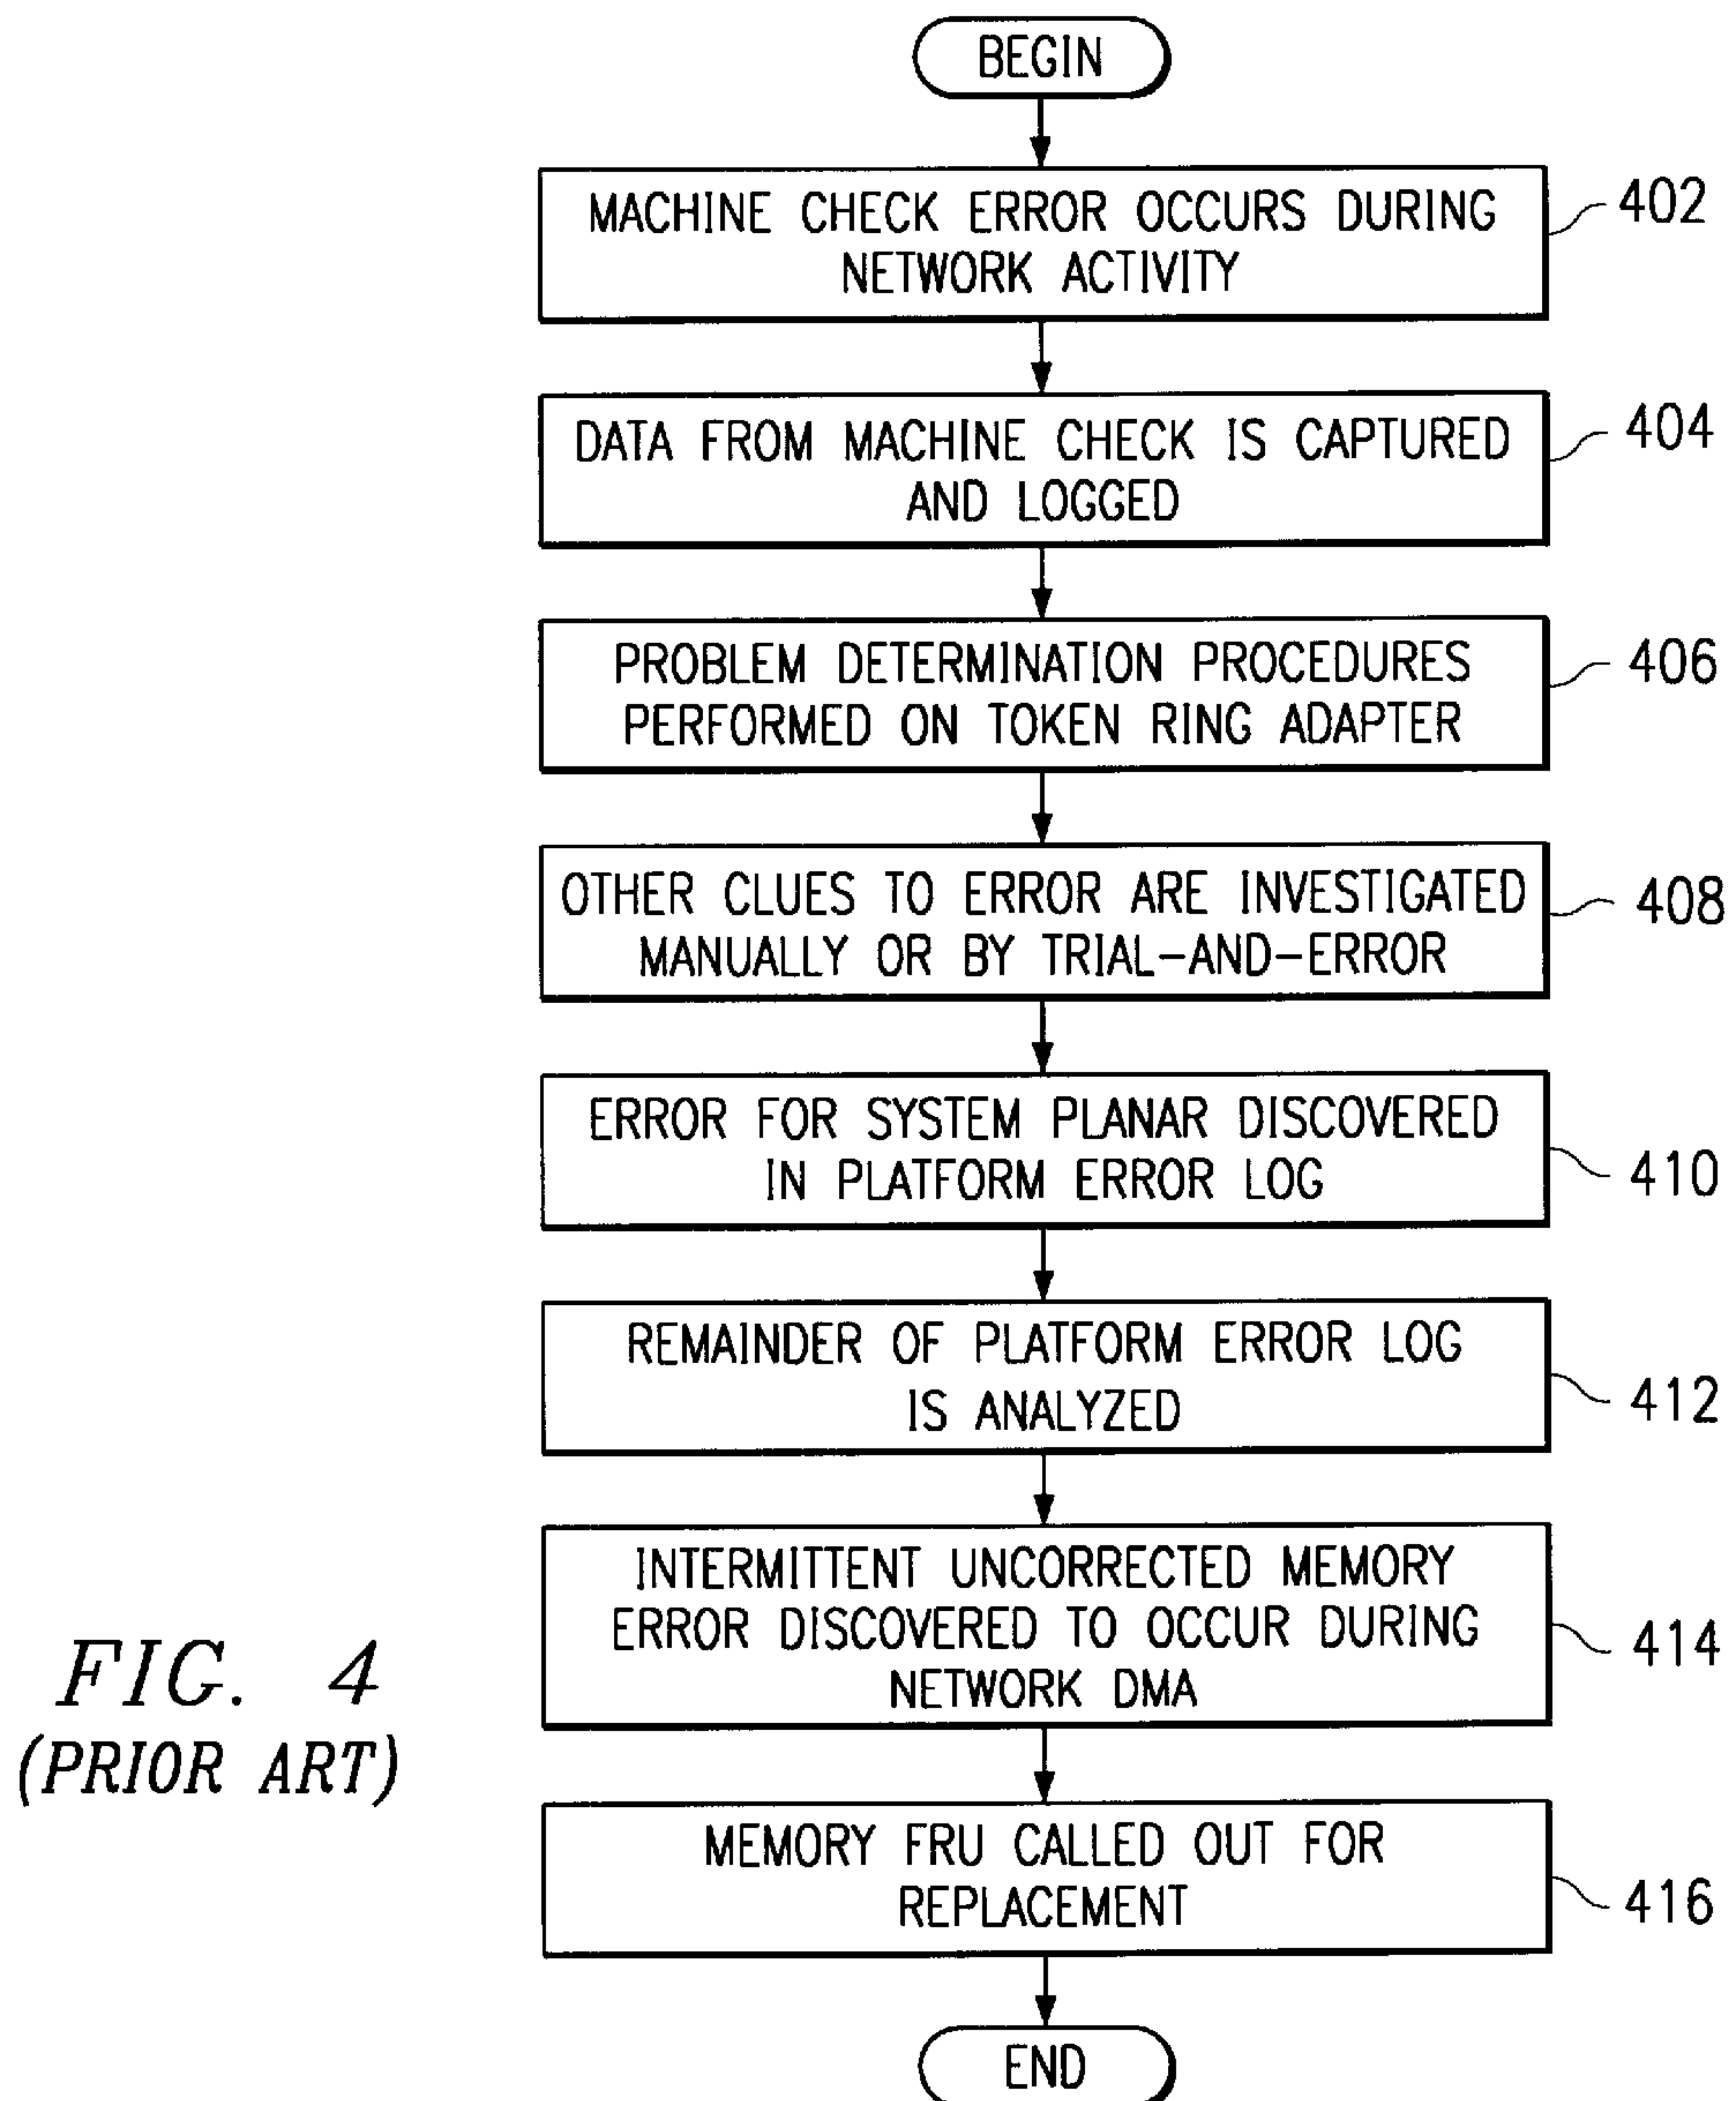 BEGIN
MACHINE CHECK ERROR OCCURS DURING
NETWORK ACTIVITY
402
DATA FROM MACHINE CHECK IS CAPTURED
AND LOGGED
404
PROBLEM DETERMINATION PROCEDURES
PERFORMED ON TOKEN RING ADAPTER
406
OTHER CLUES TO ERROR ARE INVESTIGATED
MANUALLY OR BY TRIAL-AND-ERROR
408
ERROR FOR SYSTEM PLANAR DISCOVERED
IN PLATFORM ERROR LOG
410
REMAINDER OF PLATFORM ERROR LOG
IS ANALYZED
412
INTERMITTENT UNCORRECTED MEMORY
ERROR DISCOVERED TO OCCUR DURING
NETWORK DMA
414
MEMORY FRU CALLED OUT FOR
REPLACEMENT
416
END
FIG. 4
(PRIOR ART)